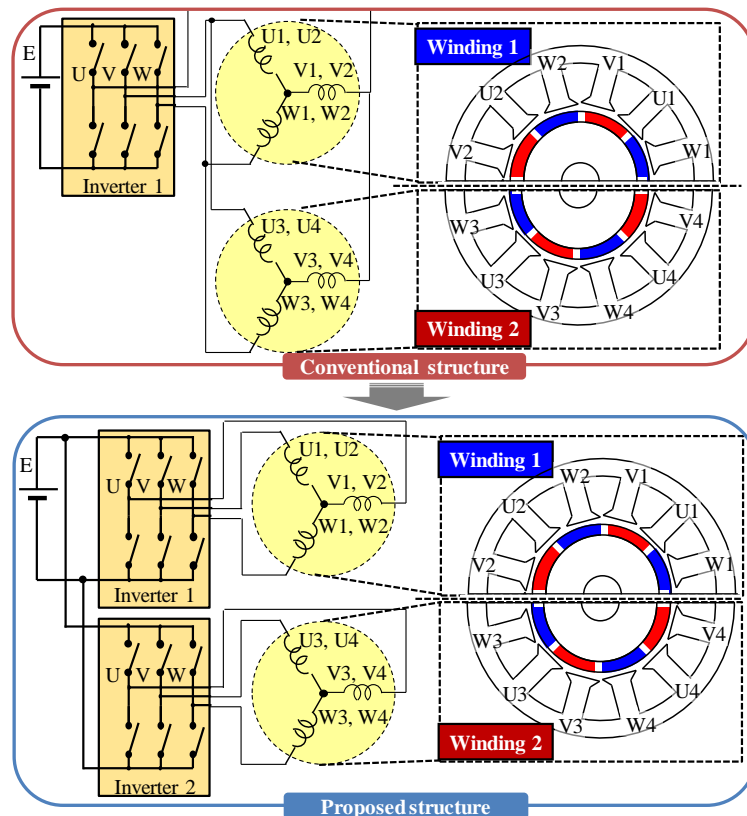 E
U V W
Inverter 1
U1, U2
V1, V2
W1, W2
U3, U4
V3, V4
W3, W4
Winding 1
W2
V1
U2
U1
V2
W1
W3
V4
U3
U4
V3
W4
Winding 2
Conventional structure
E
U V W
Inverter 1
U V W
Inverter 2
U1, U2
V1, V2
W1, W2
U3, U4
V3, V4
W3, W4
Winding 1
W2
V1
U2
U1
V2
W1
W3
V4
U3
U4
V3
W4
Winding 2
Proposed structure